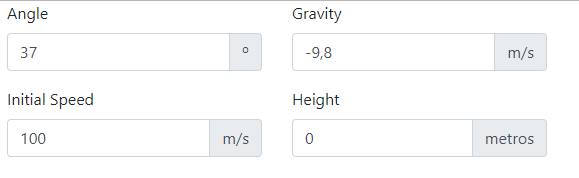 Angle Gravity
37 º -9,8 m/s
Initial Speed Height
100 m/s 0 metros